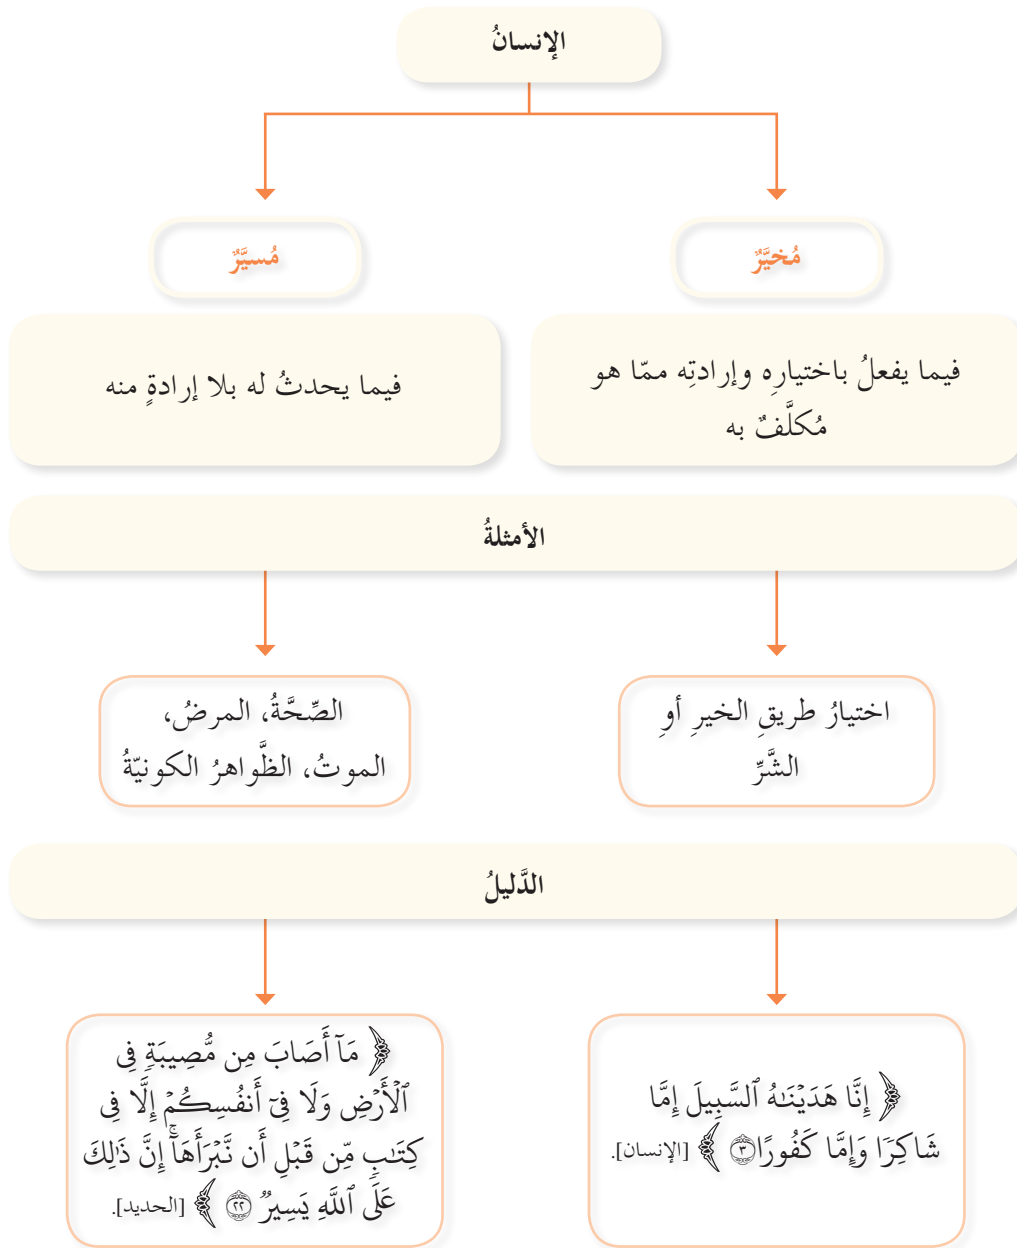 الإنسانُ
مُخيَّرٌ
مُسيَّرٌ
فيما يفعلُ باختيارِه وإرادتِه ممّا هو
مُكلَّفٌ به
فيما يحدثُ له بلا إرادةٍ منه
الأمثلةُ
اختيارُ طريقِ الخيرِ أوِ
الشَّرِّ
الصِّحَّةُ، المرضُ،
الموتُ، الظَّواهرُ الكونيّةُ
الدَّليلُ
﴿ إِنَّا هَدَيۡنَٰهُ ٱلسَّبِيلَ إِمَّا
شَاكِرٗا وَإِمَّا كَفُورًا ٣ ﴾ [الإنسان].
﴿ مَآ أَصَابَ مِن مُّصِيبَةٖ فِي
ٱلۡأَرۡضِ وَلَا فِيٓ أَنفُسِكُمۡ إِلَّا فِي
كِتَٰبٖ مِّن قَبۡلِ أَن نَّبۡرَأَهَآۚ إِنَّ ذَٰلِكَ
عَلَى ٱللَّهِ يَسِيرٞ ٢٢ ﴾ [الحديد].